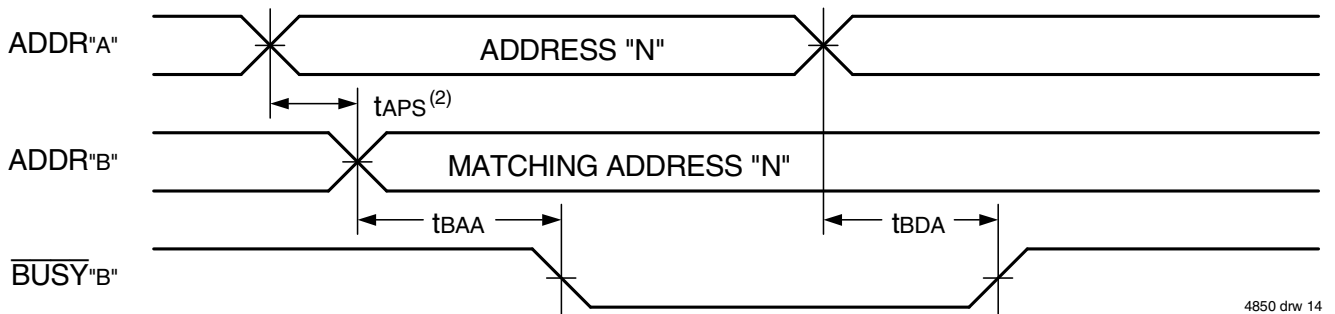 ADDR"A"
ADDRESS "N"
tAPS(2)
ADDR"B"
MATCHING ADDRESS "N"
tBAA
tBDA
BUSY"B"
4850 drw 14